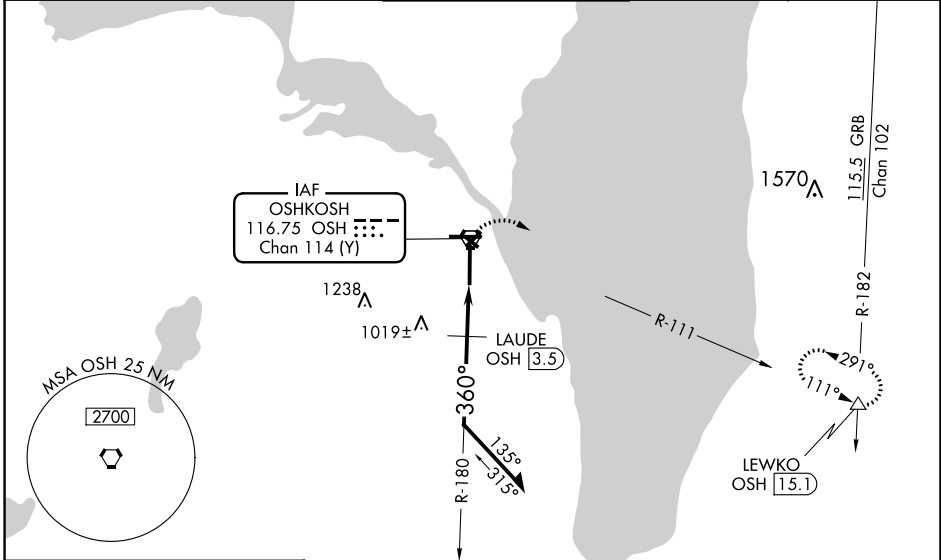 1570
115.5 GRB
Chan 102
R-182
IAF
OSHKOSH
116.75 OSH
Chan 114 (Y)
1238
1019±
LAUDE
OSH 3.5
R-111
291°
111°
MSA OSH 25 NM
2700
360°
135°
315°
R-180
LEWKO
OSH 15.1